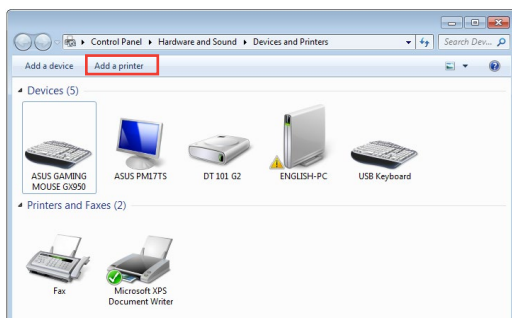 Control Panel ▸ Hardware and Sound ▸ Devices and Printers
Search Dev...
Add a device
Add a printer
Devices (5)
ASUS GAMING
MOUSE GX950
ASUS PM17TS
DT 101 G2
ENGLISH-PC
USB Keyboard
Printers and Faxes (2)
Fax
Microsoft XPS
Document Writer